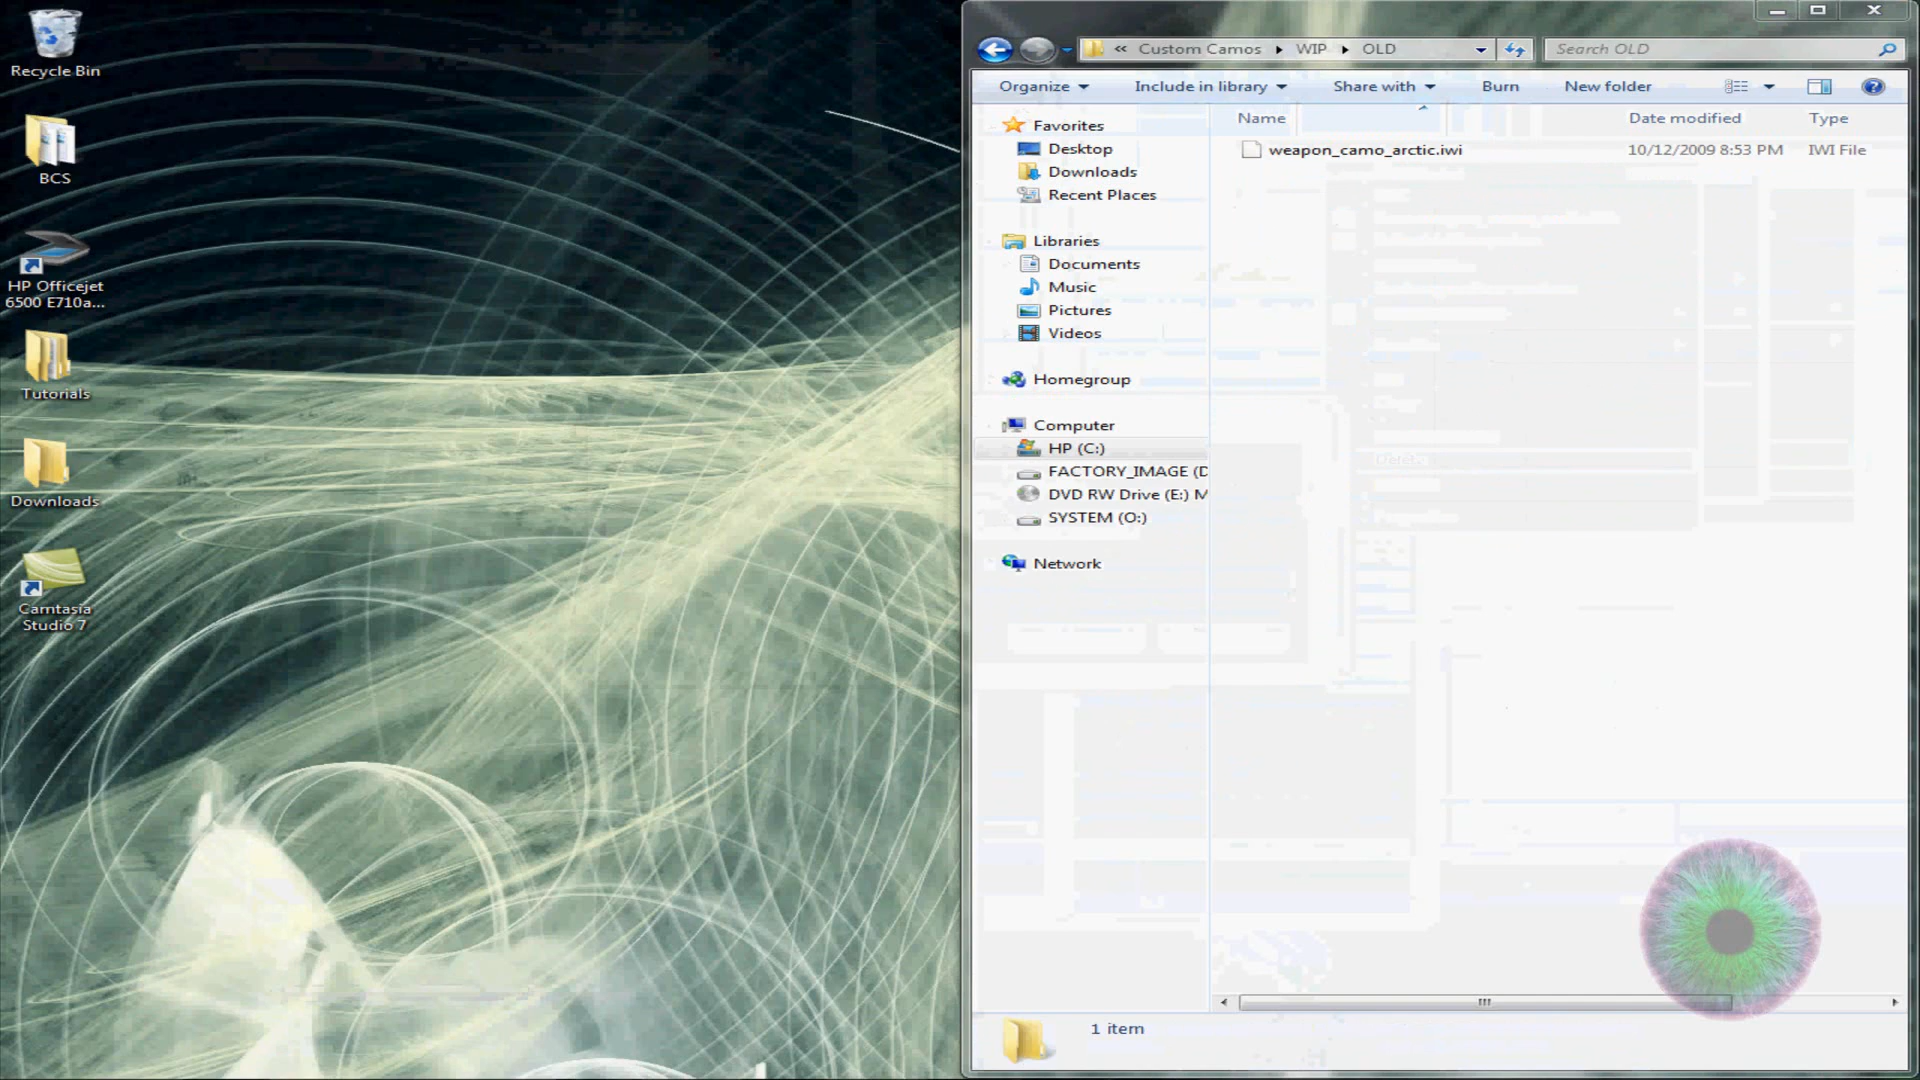 Recycle Bin
BCS
HP Officejet
6500 E710a...
Tutorials
Downloads
Camtasia
Studio 7
« Custom Camos ▸ WIP ▸ OLD
Search OLD
Organize
Include in library
Share with
Burn
New folder
Name
Date modified
Type
weapon_camo_arctic.iwi
10/12/2009 8:53 PM
IWI File
Favorites
Desktop
Downloads
Recent Places
Libraries
Documents
Music
Pictures
Videos
Homegroup
Computer
HP (C:)
FACTORY_IMAGE (D
DVD RW Drive (E:) M
SYSTEM (O:)
Network
1 item